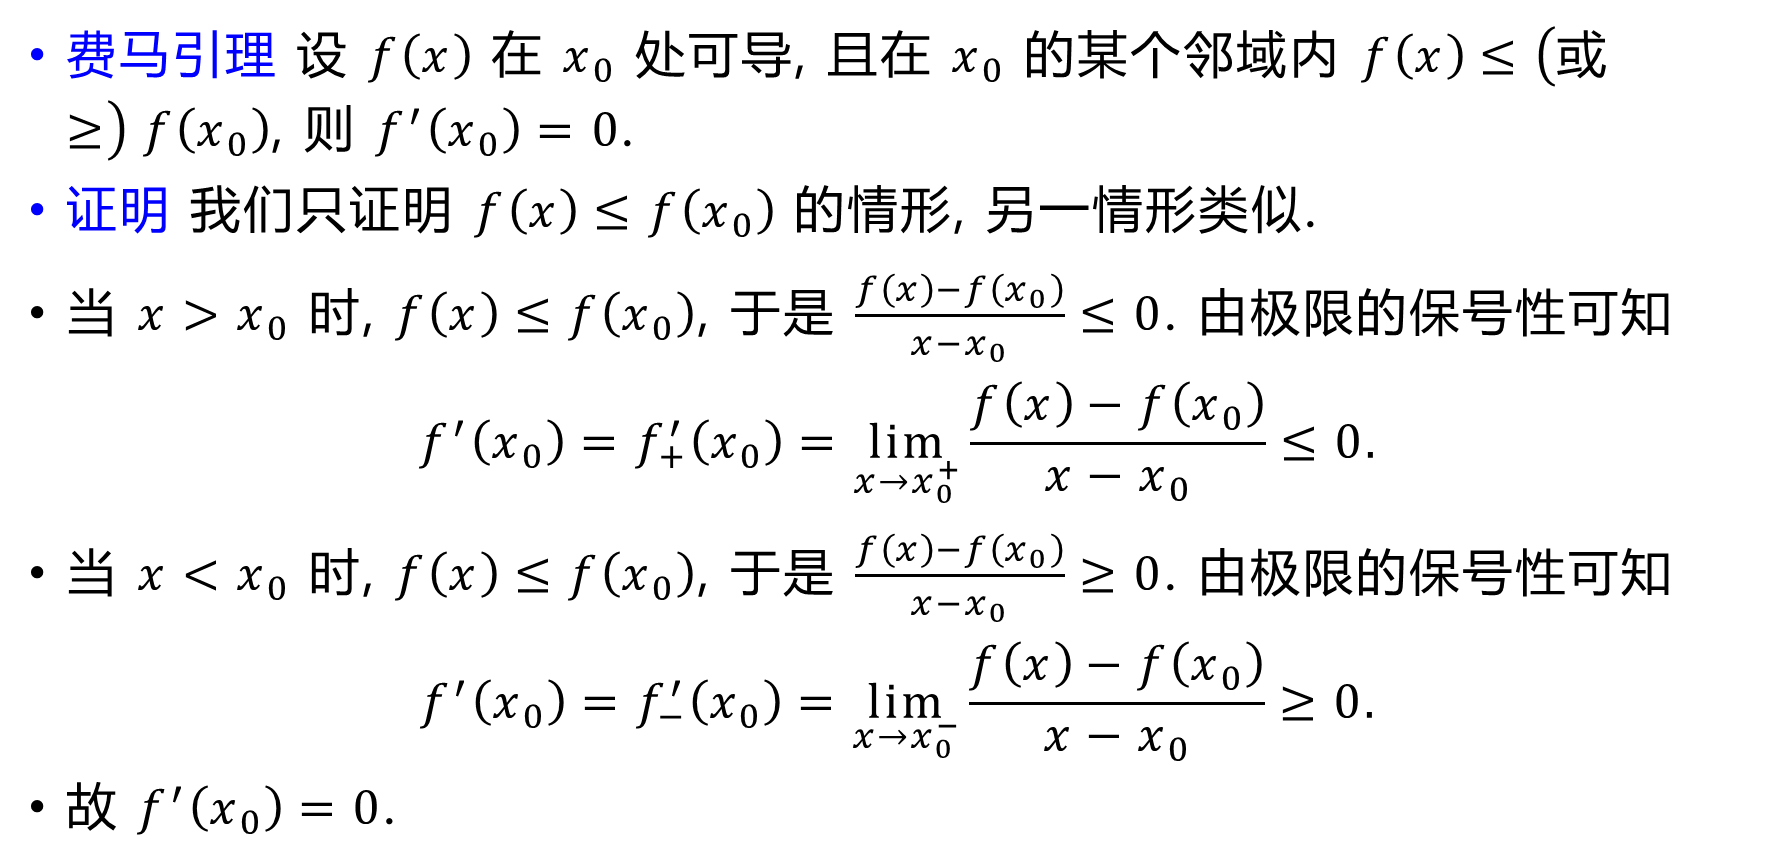 • 费马引理 设 f(x) 在 x₀ 处可导, 且在 x₀ 的某个邻域内 f(x) ≤ (或
≥) f(x₀), 则 f′(x₀) = 0.
• 证明 我们只证明 f(x) ≤ f(x₀) 的情形, 另一情形类似.
• 当 x > x₀ 时, f(x) ≤ f(x₀), 于是 \frac{f(x)−f(x₀)}{x−x₀} ≤ 0. 由极限的保号性可知
f′(x₀) = f′₊(x₀) = \lim_{x→x₀⁺} \frac{f(x) − f(x₀)}{x − x₀} ≤ 0.
• 当 x < x₀ 时, f(x) ≤ f(x₀), 于是 \frac{f(x)−f(x₀)}{x−x₀} ≥ 0. 由极限的保号性可知
f′(x₀) = f′₋(x₀) = \lim_{x→x₀⁻} \frac{f(x) − f(x₀)}{x − x₀} ≥ 0.
• 故 f′(x₀) = 0.